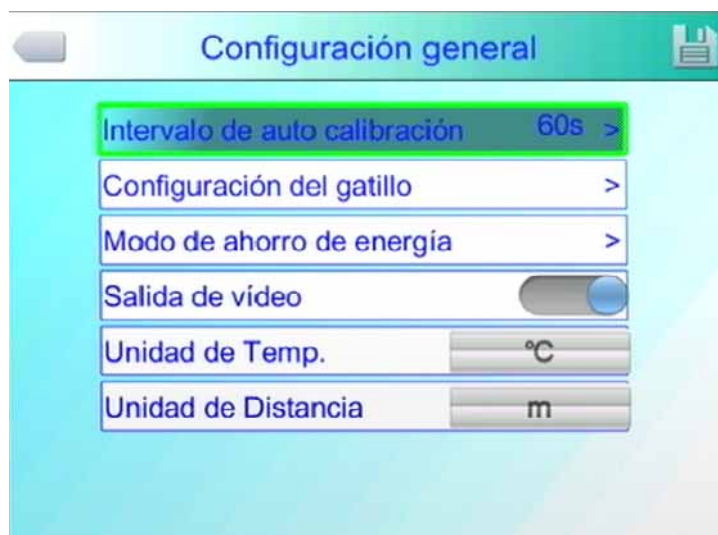 Configuración general
Intervalo de auto calibración 60s >
Configuración del gatillo >
Modo de ahorro de energía >
Salida de vídeo
Unidad de Temp. °C
Unidad de Distancia m